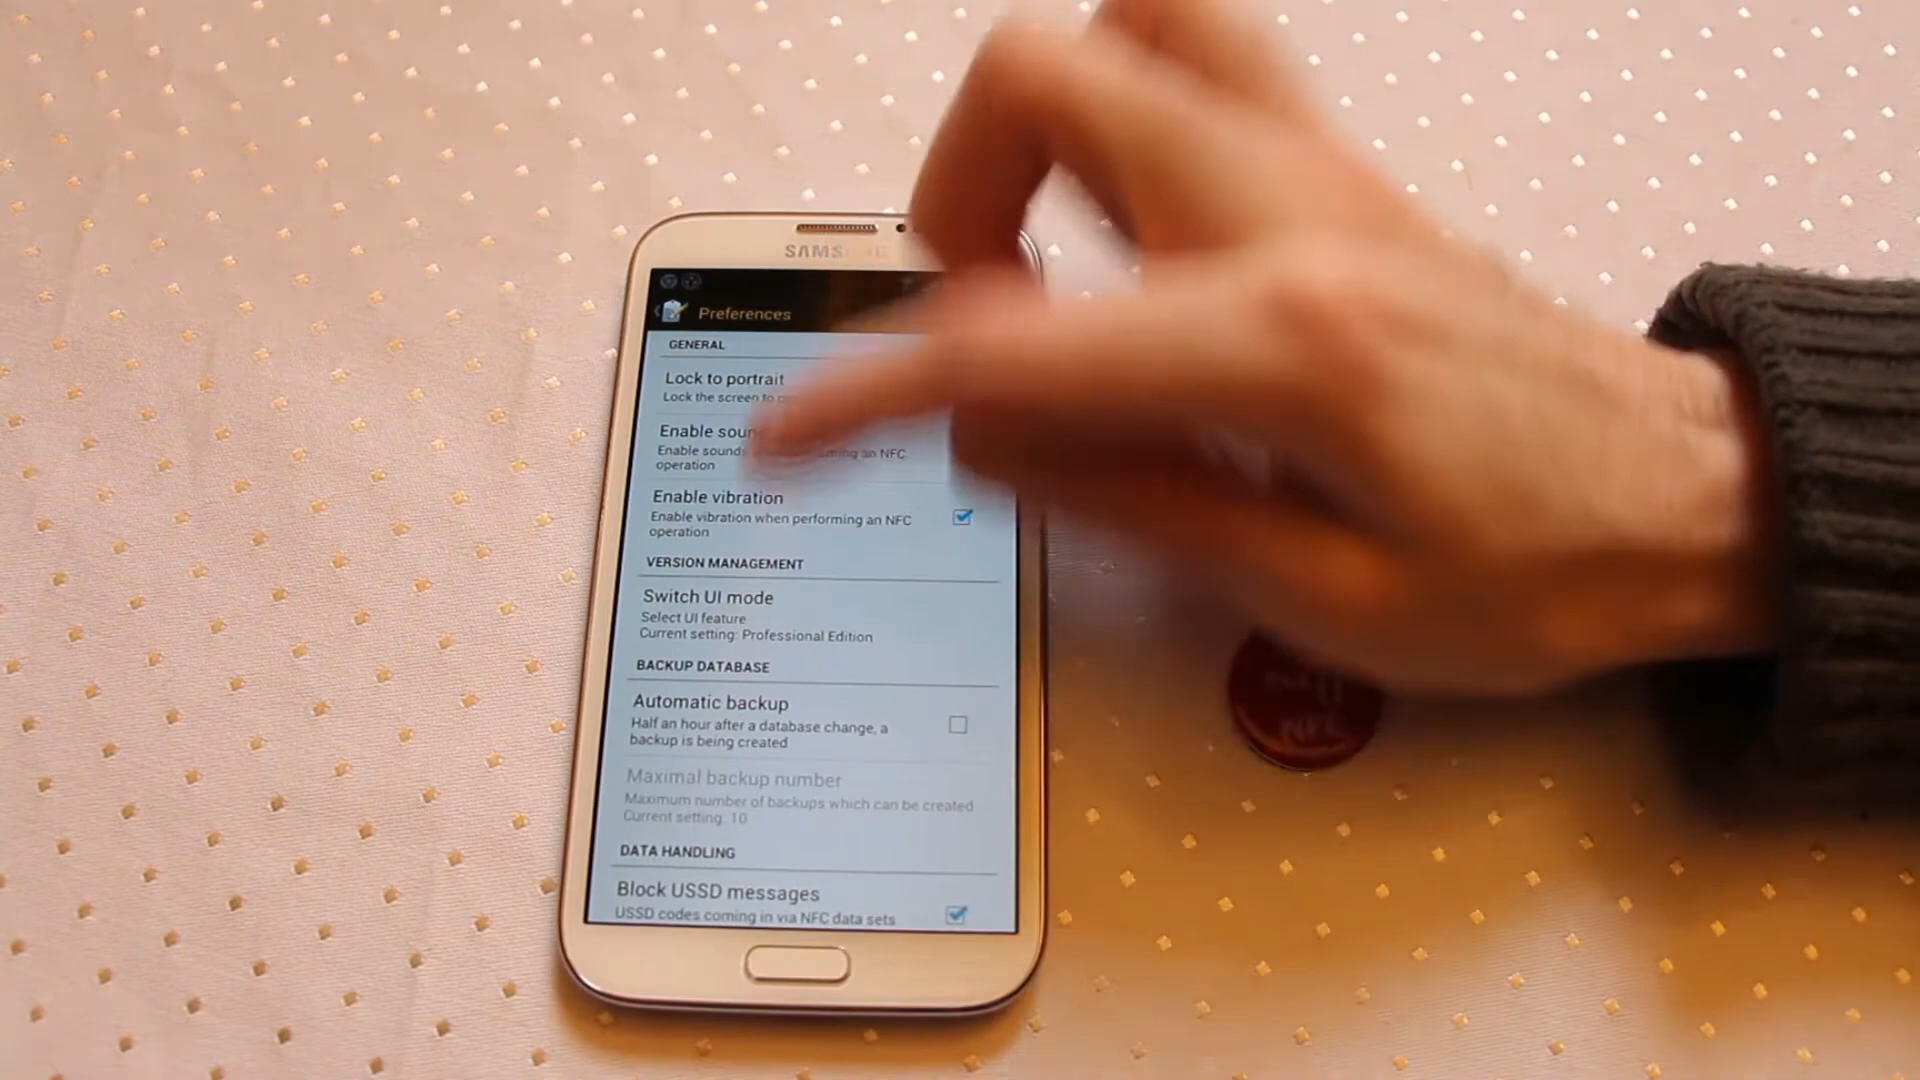 SAMSUNG
Preferences
GENERAL
Lock to portrait
Lock the screen to
Enable
Enable sounds an NFC
operation
Enable vibration
Enable vibration when performing an NFC
operation
VERSION MANAGEMENT
Switch UI mode
Select UI feature
Current setting: Professional Edition
BACKUP DATABASE
Automatic backup
Half an hour after a database change, a
backup is being created
Maximal backup number
Maximum number of backups which can be created
Current setting: 10
DATA HANDLING
Block USSD messages
USSD codes coming in via NFC data sets
NFC